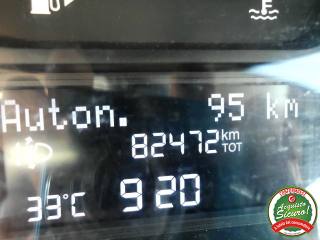 Auton. 95 km
82472 km TOT
33°C 9 20
Acquisto
Sicuro!